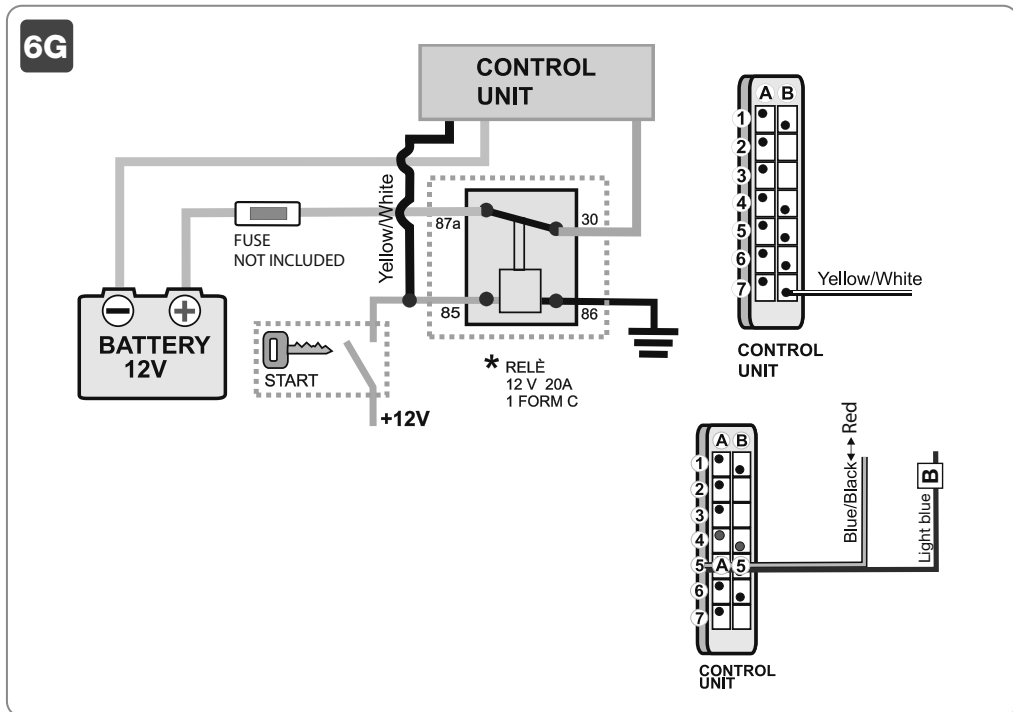 6G
CONTROL
UNIT
Yellow/White
87a
30
FUSE
NOT INCLUDED
85
86
BATTERY
12V
START
+12V
* RELÈ
12 V 20A
1 FORM C
A B
1
2
3
4
5
6
7
Yellow/White
CONTROL
UNIT
A B
1
2
3
4
5 A 5
6
7
Blue/Black↔Red
Light blue
B
CONTROL
UNIT